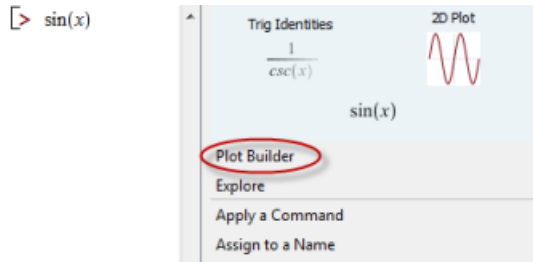 > sin(x)
Trig Identities
2D Plot
1
csc(x)
sin(x)
Plot Builder
Explore
Apply a Command
Assign to a Name